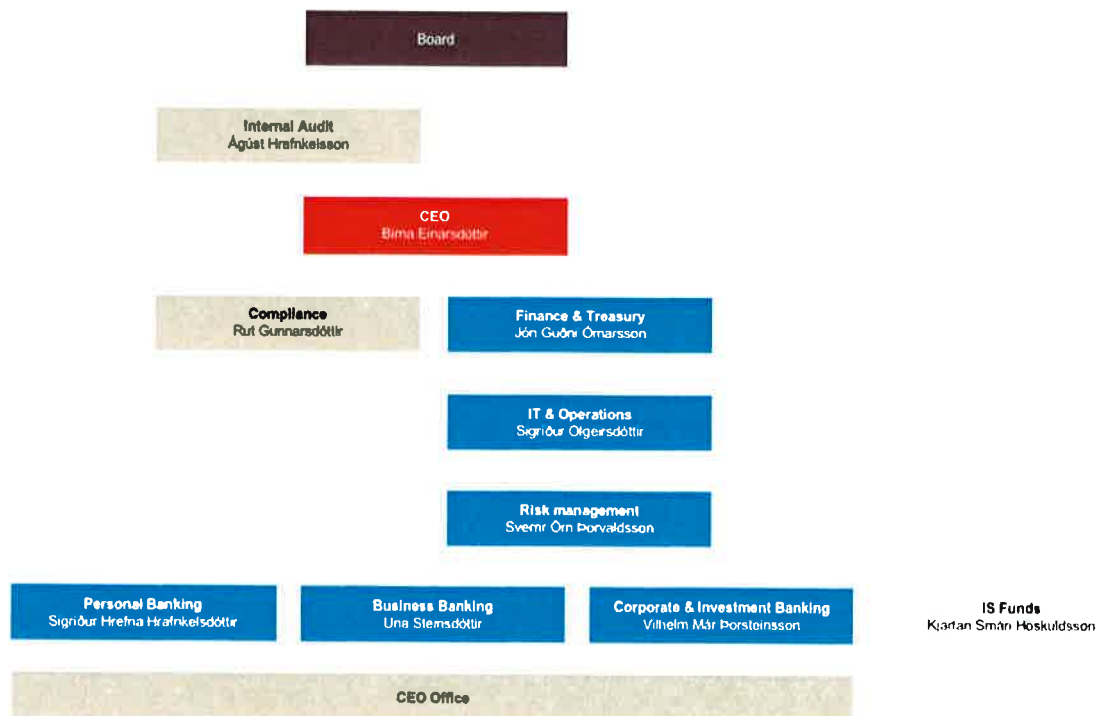 Board
Internal Audit
Ágúst Hrafnkelsson
CEO
Birna Einarsdóttir
Compliance
Rut Gunnarsdóttir
Finance & Treasury
Jón Guðni Ómarsson
IT & Operations
Sigríður Olgeirsdóttir
Risk management
Sverrir Örn Þorvaldsson
Personal Banking
Sigríður Hrefna Hrafnkelsdóttir
Business Banking
Una Steinsdóttir
Corporate & Investment Banking
Vilhelm Már Þorsteinsson
IS Funds
Kjartan Smári Höskuldsson
CEO Office